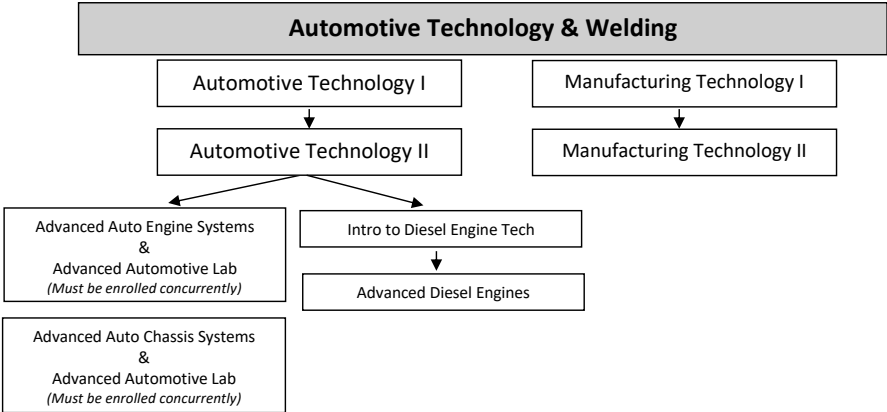 Automotive Technology & Welding
Automotive Technology I
Manufacturing Technology I
Automotive Technology II
Manufacturing Technology II
Advanced Auto Engine Systems
&
Advanced Automotive Lab
(Must be enrolled concurrently)
Intro to Diesel Engine Tech
Advanced Diesel Engines
Advanced Auto Chassis Systems
&
Advanced Automotive Lab
(Must be enrolled concurrently)